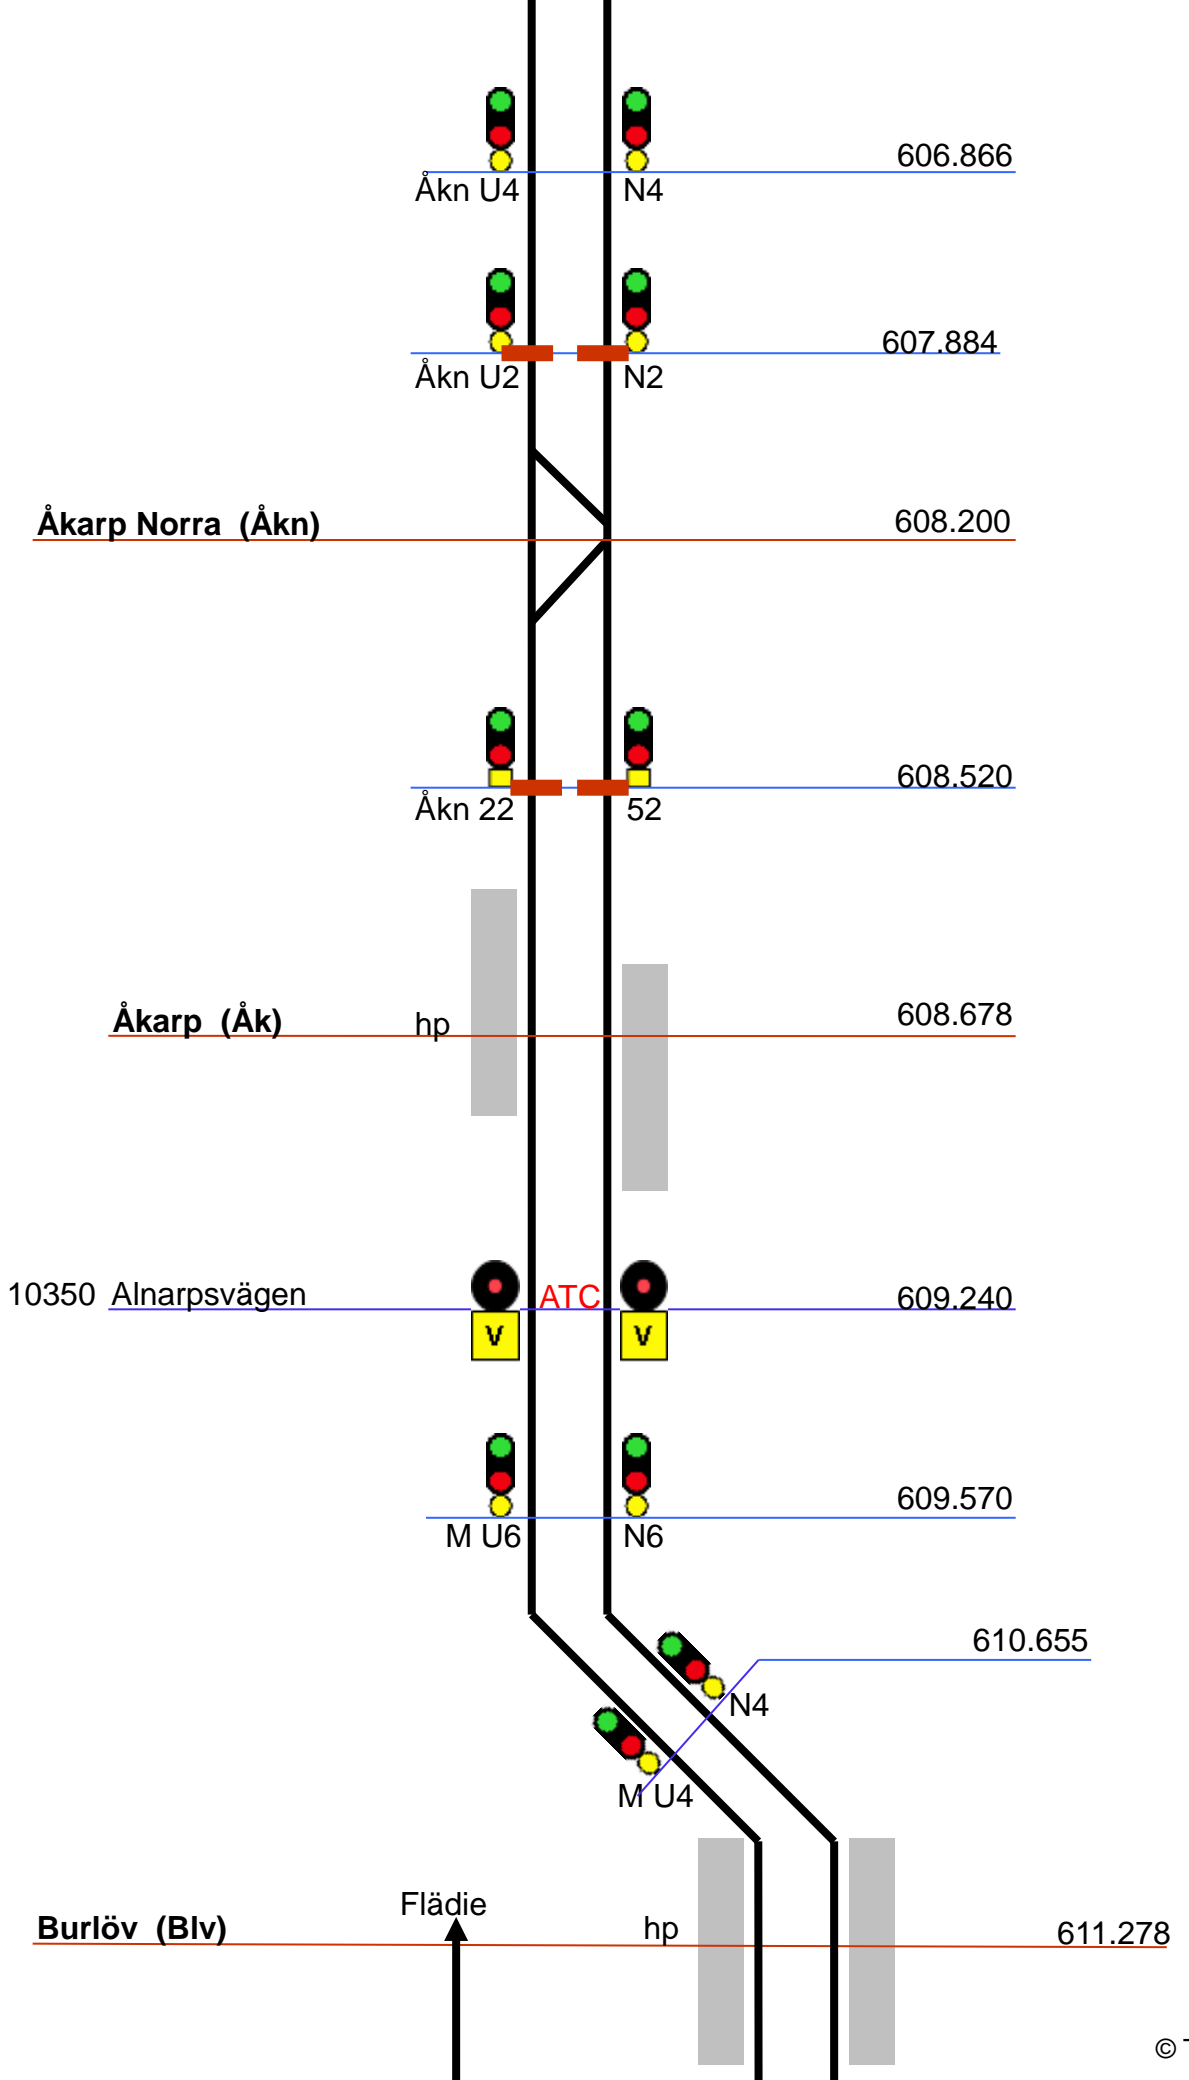 606.866
Åkn U4 N4
607.884
Åkn U2 N2
Åkarp Norra (Åkn) 608.200
608.520
Åkn 22 52
Åkarp (Åk) hp 608.678
10350 Alnarpsvägen ATC 609.240
V V
609.570
M U6 N6
610.655
N4
M U4
Flädie
Burlöv (Blv) hp 611.278
©